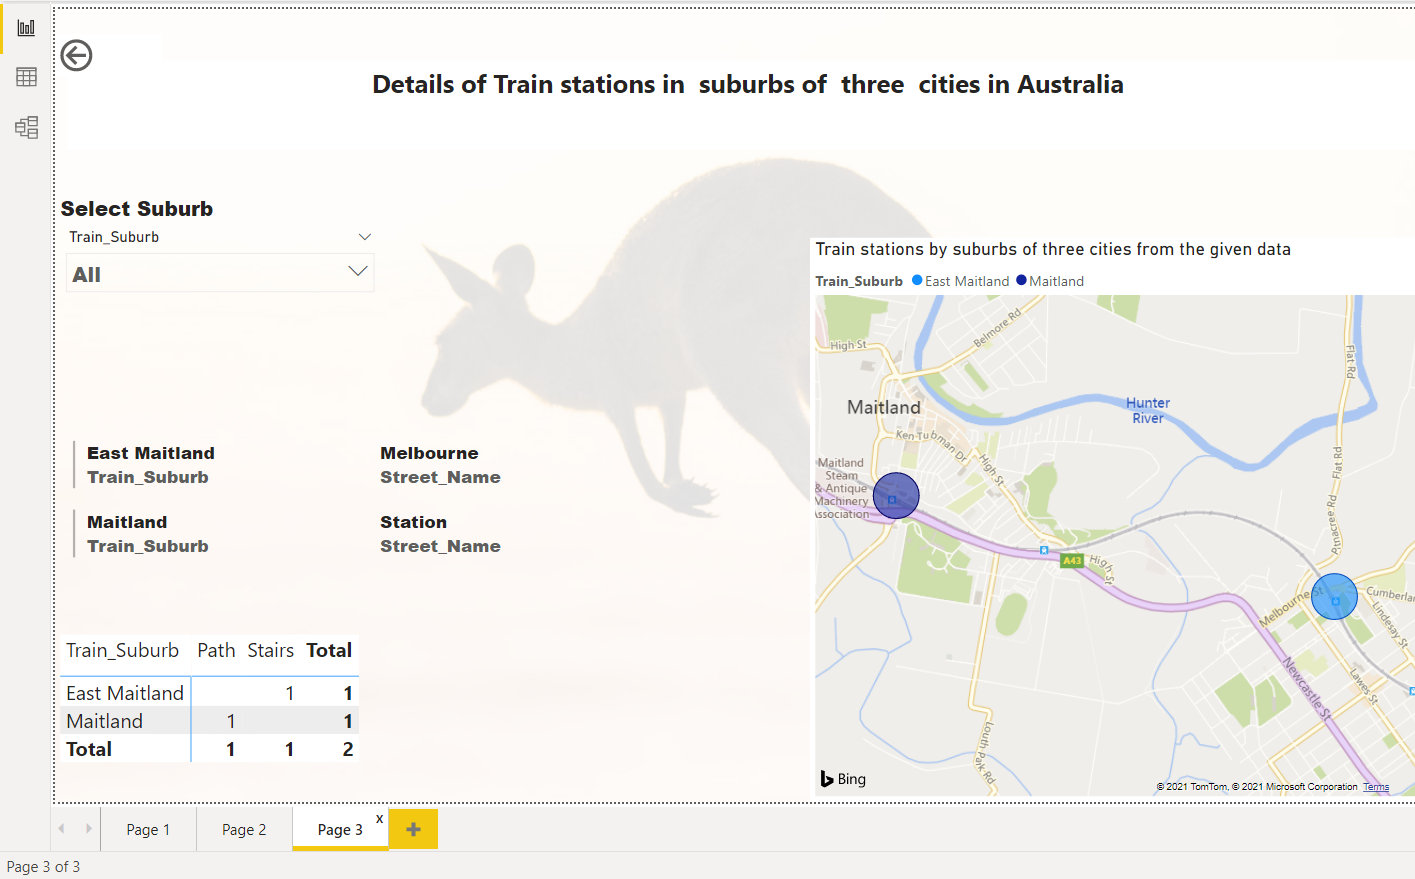 Details of Train stations in  suburbs of  three  cities in Australia
Select Suburb
Train_Suburb
All
East Maitland
Train_Suburb
Melbourne
Street_Name
Maitland
Train_Suburb
Station
Street_Name
Train_Suburb Path Stairs Total
East Maitland 1 1
Maitland 1 1
Total 1 1 2
Train stations by suburbs of three cities from the given data
Train_Suburb East Maitland Maitland
Belmore Rd
High St
Flat Rd
Maitland
Hunter
River
Ken Tubman Dr
High St
Flat Rd
Maitland
Steam
& Antique
Machinery
Association
Pitnacree Rd
A43
High St
Melbourne St
Cumberla
Lindesay St
Newcastle St
Lawes St
South Park Rd
Bing
© 2021 TomTom, © 2021 Microsoft Corporation Terms
Page 1
Page 2
Page 3
x
+
Page 3 of 3